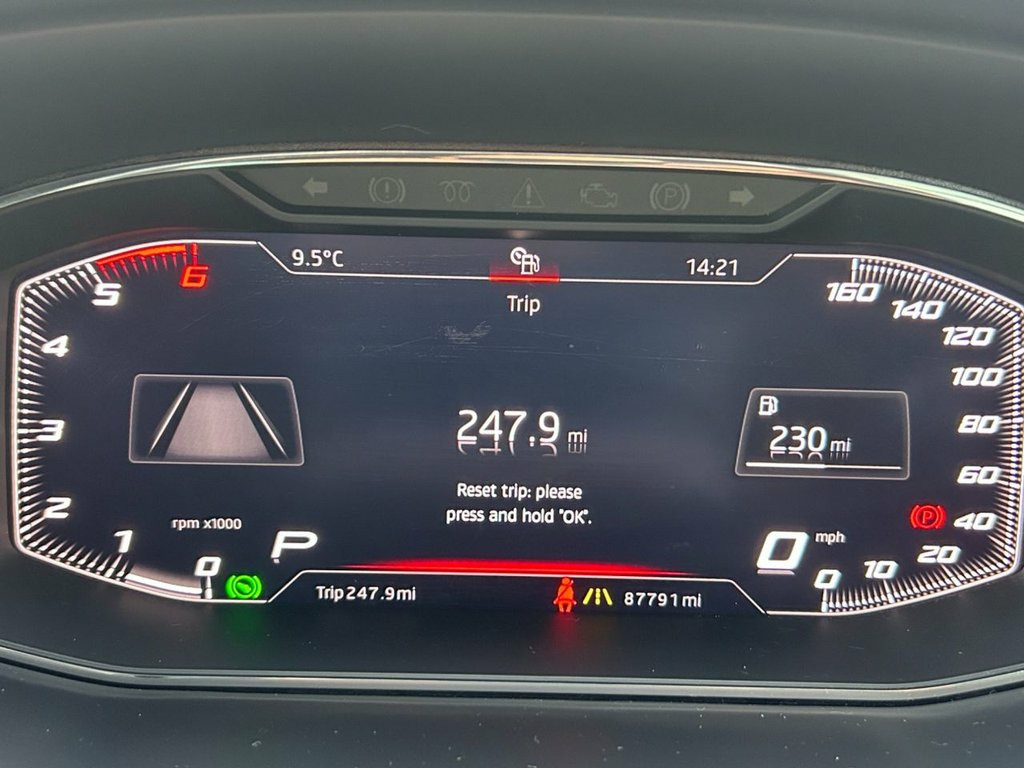 9.5°C
14:21
Trip
6
5
4
3
2
1
0
rpm x1000
P
247.9 mi
Reset trip: please
press and hold "OK".
230 mi
160
140
120
100
80
60
40
20
10
0
0 mph
P
P
Trip 247.9 mi
87791 mi